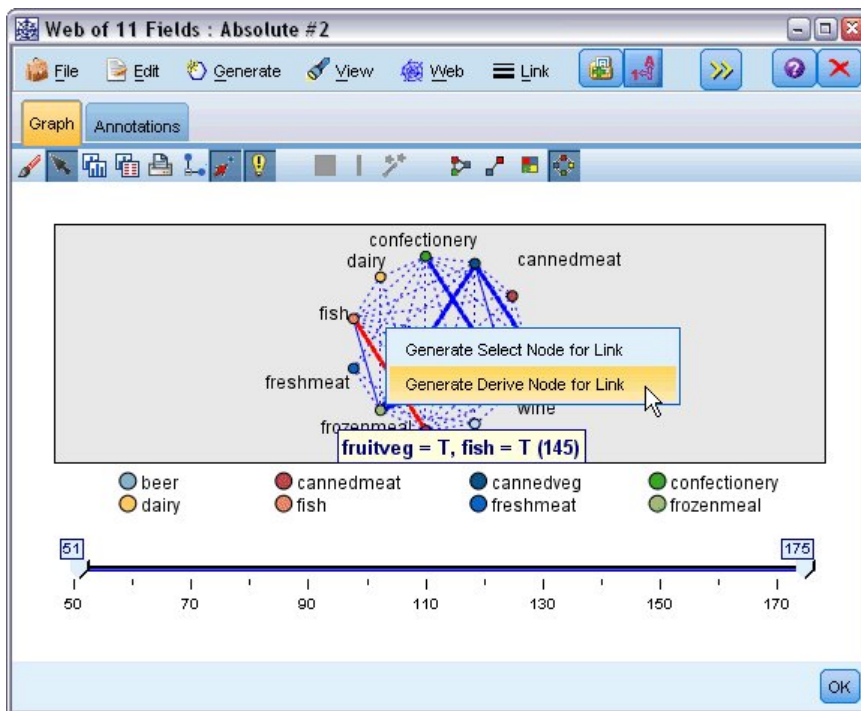 Web of 11 Fields : Absolute #2
File Edit Generate View Web Link
Graph Annotations
confectionery
dairy cannedmeat
fish
Generate Select Node for Link
freshmeat Generate Derive Node for Link
wine
frozenmeal
fruitveg = T, fish = T (145)
beer cannedmeat cannedveg confectionery
dairy fish freshmeat frozenmeal
51 175
50 70 90 110 130 150 170
OK